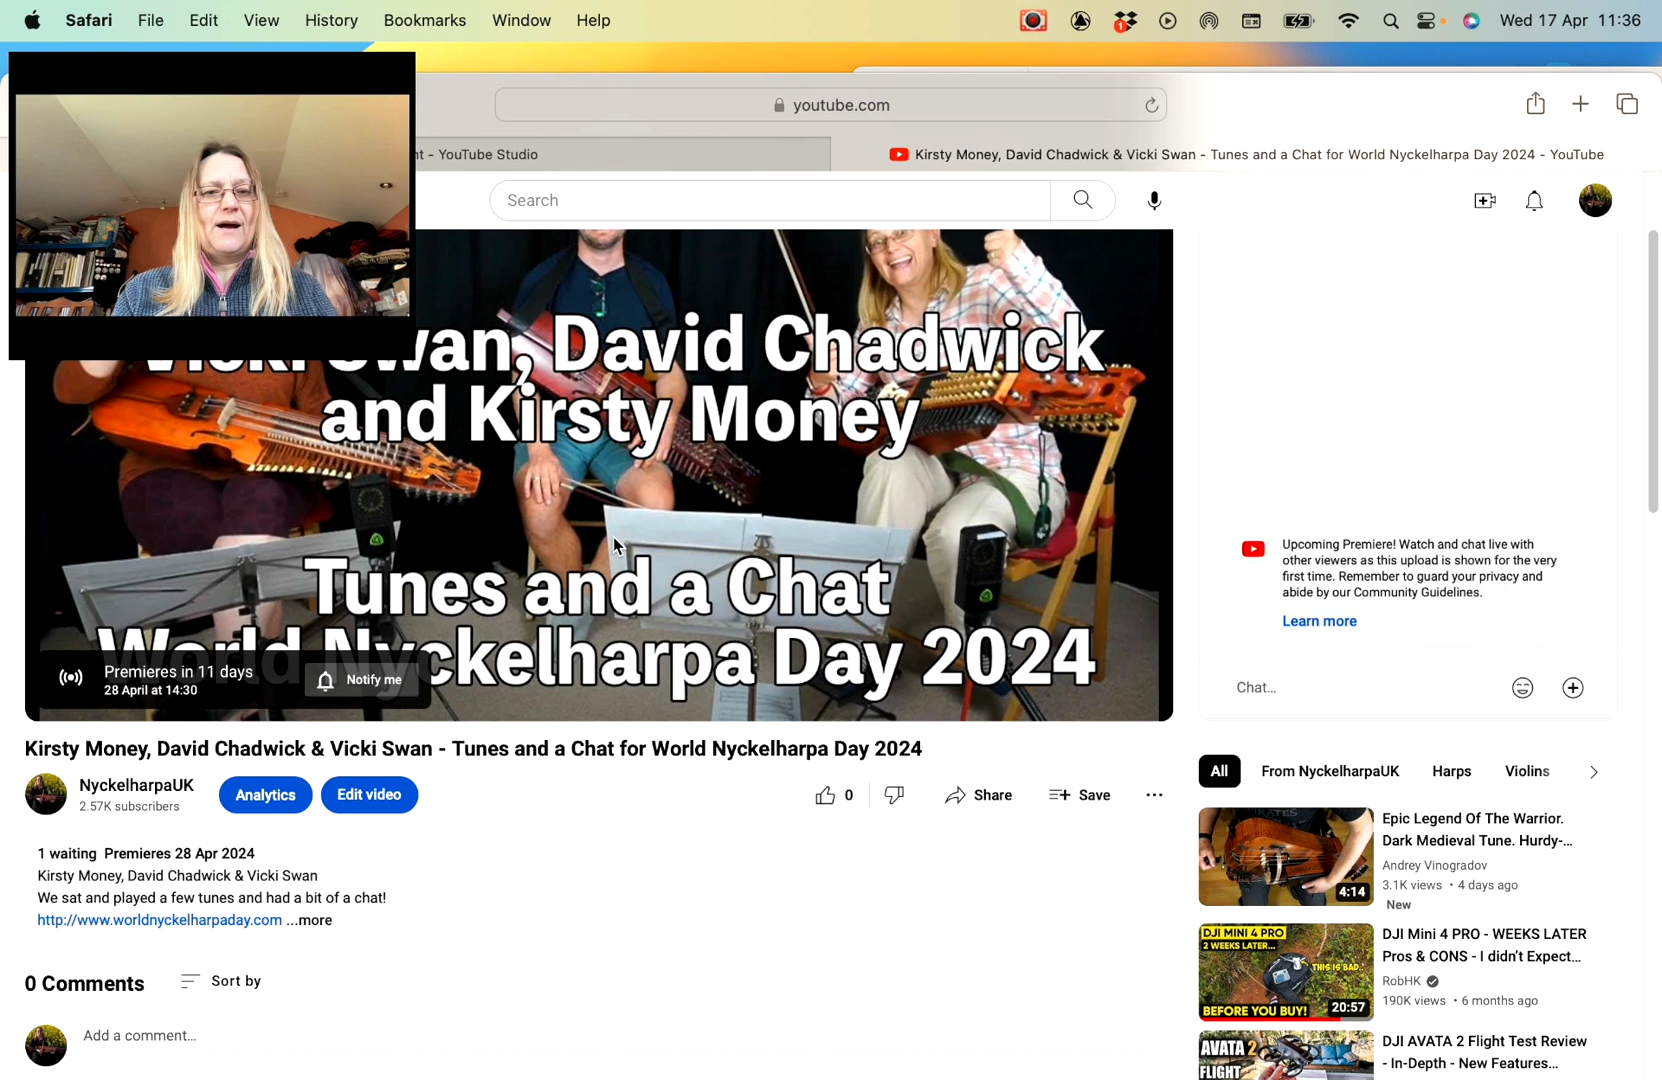 Safari File Edit View History Bookmarks Window Help
1
Wed 17 Apr 11:36
youtube.com
nt - YouTube Studio
Kirsty Money, David Chadwick & Vicki Swan - Tunes and a Chat for World Nyckelharpa Day 2024 - YouTube
Search
Vicki Swan, David Chadwick
and Kirsty Money
Tunes and a Chat
World Nyckelharpa Day 2024
Premieres in 11 days
28 April at 14:30
Notify me
Upcoming Premiere! Watch and chat live with
other viewers as this upload is shown for the very
first time. Remember to guard your privacy and
abide by our Community Guidelines.
Learn more
Chat...
Kirsty Money, David Chadwick & Vicki Swan - Tunes and a Chat for World Nyckelharpa Day 2024
NyckelharpaUK
2.57K subscribers
Analytics
Edit video
0
Share
Save
1 waiting Premieres 28 Apr 2024
Kirsty Money, David Chadwick & Vicki Swan
We sat and played a few tunes and had a bit of a chat!
http://www.worldnyckelharpaday.com ...more
0 Comments
Sort by
Add a comment...
All
From NyckelharpaUK
Harps
Violins
4:14
Epic Legend Of The Warrior.
Dark Medieval Tune. Hurdy-...
Andrey Vinogradov
3.1K views • 4 days ago
New
DJI MINI 4 PRO
2 WEEKS LATER...
THIS IS BAD.
BEFORE YOU BUY!
20:57
DJI Mini 4 PRO - WEEKS LATER
Pros & CONS - I didn't Expect...
RobHK
190K views • 6 months ago
AVATA 2
FLIGHT
DJI AVATA 2 Flight Test Review
- In-Depth - New Features...